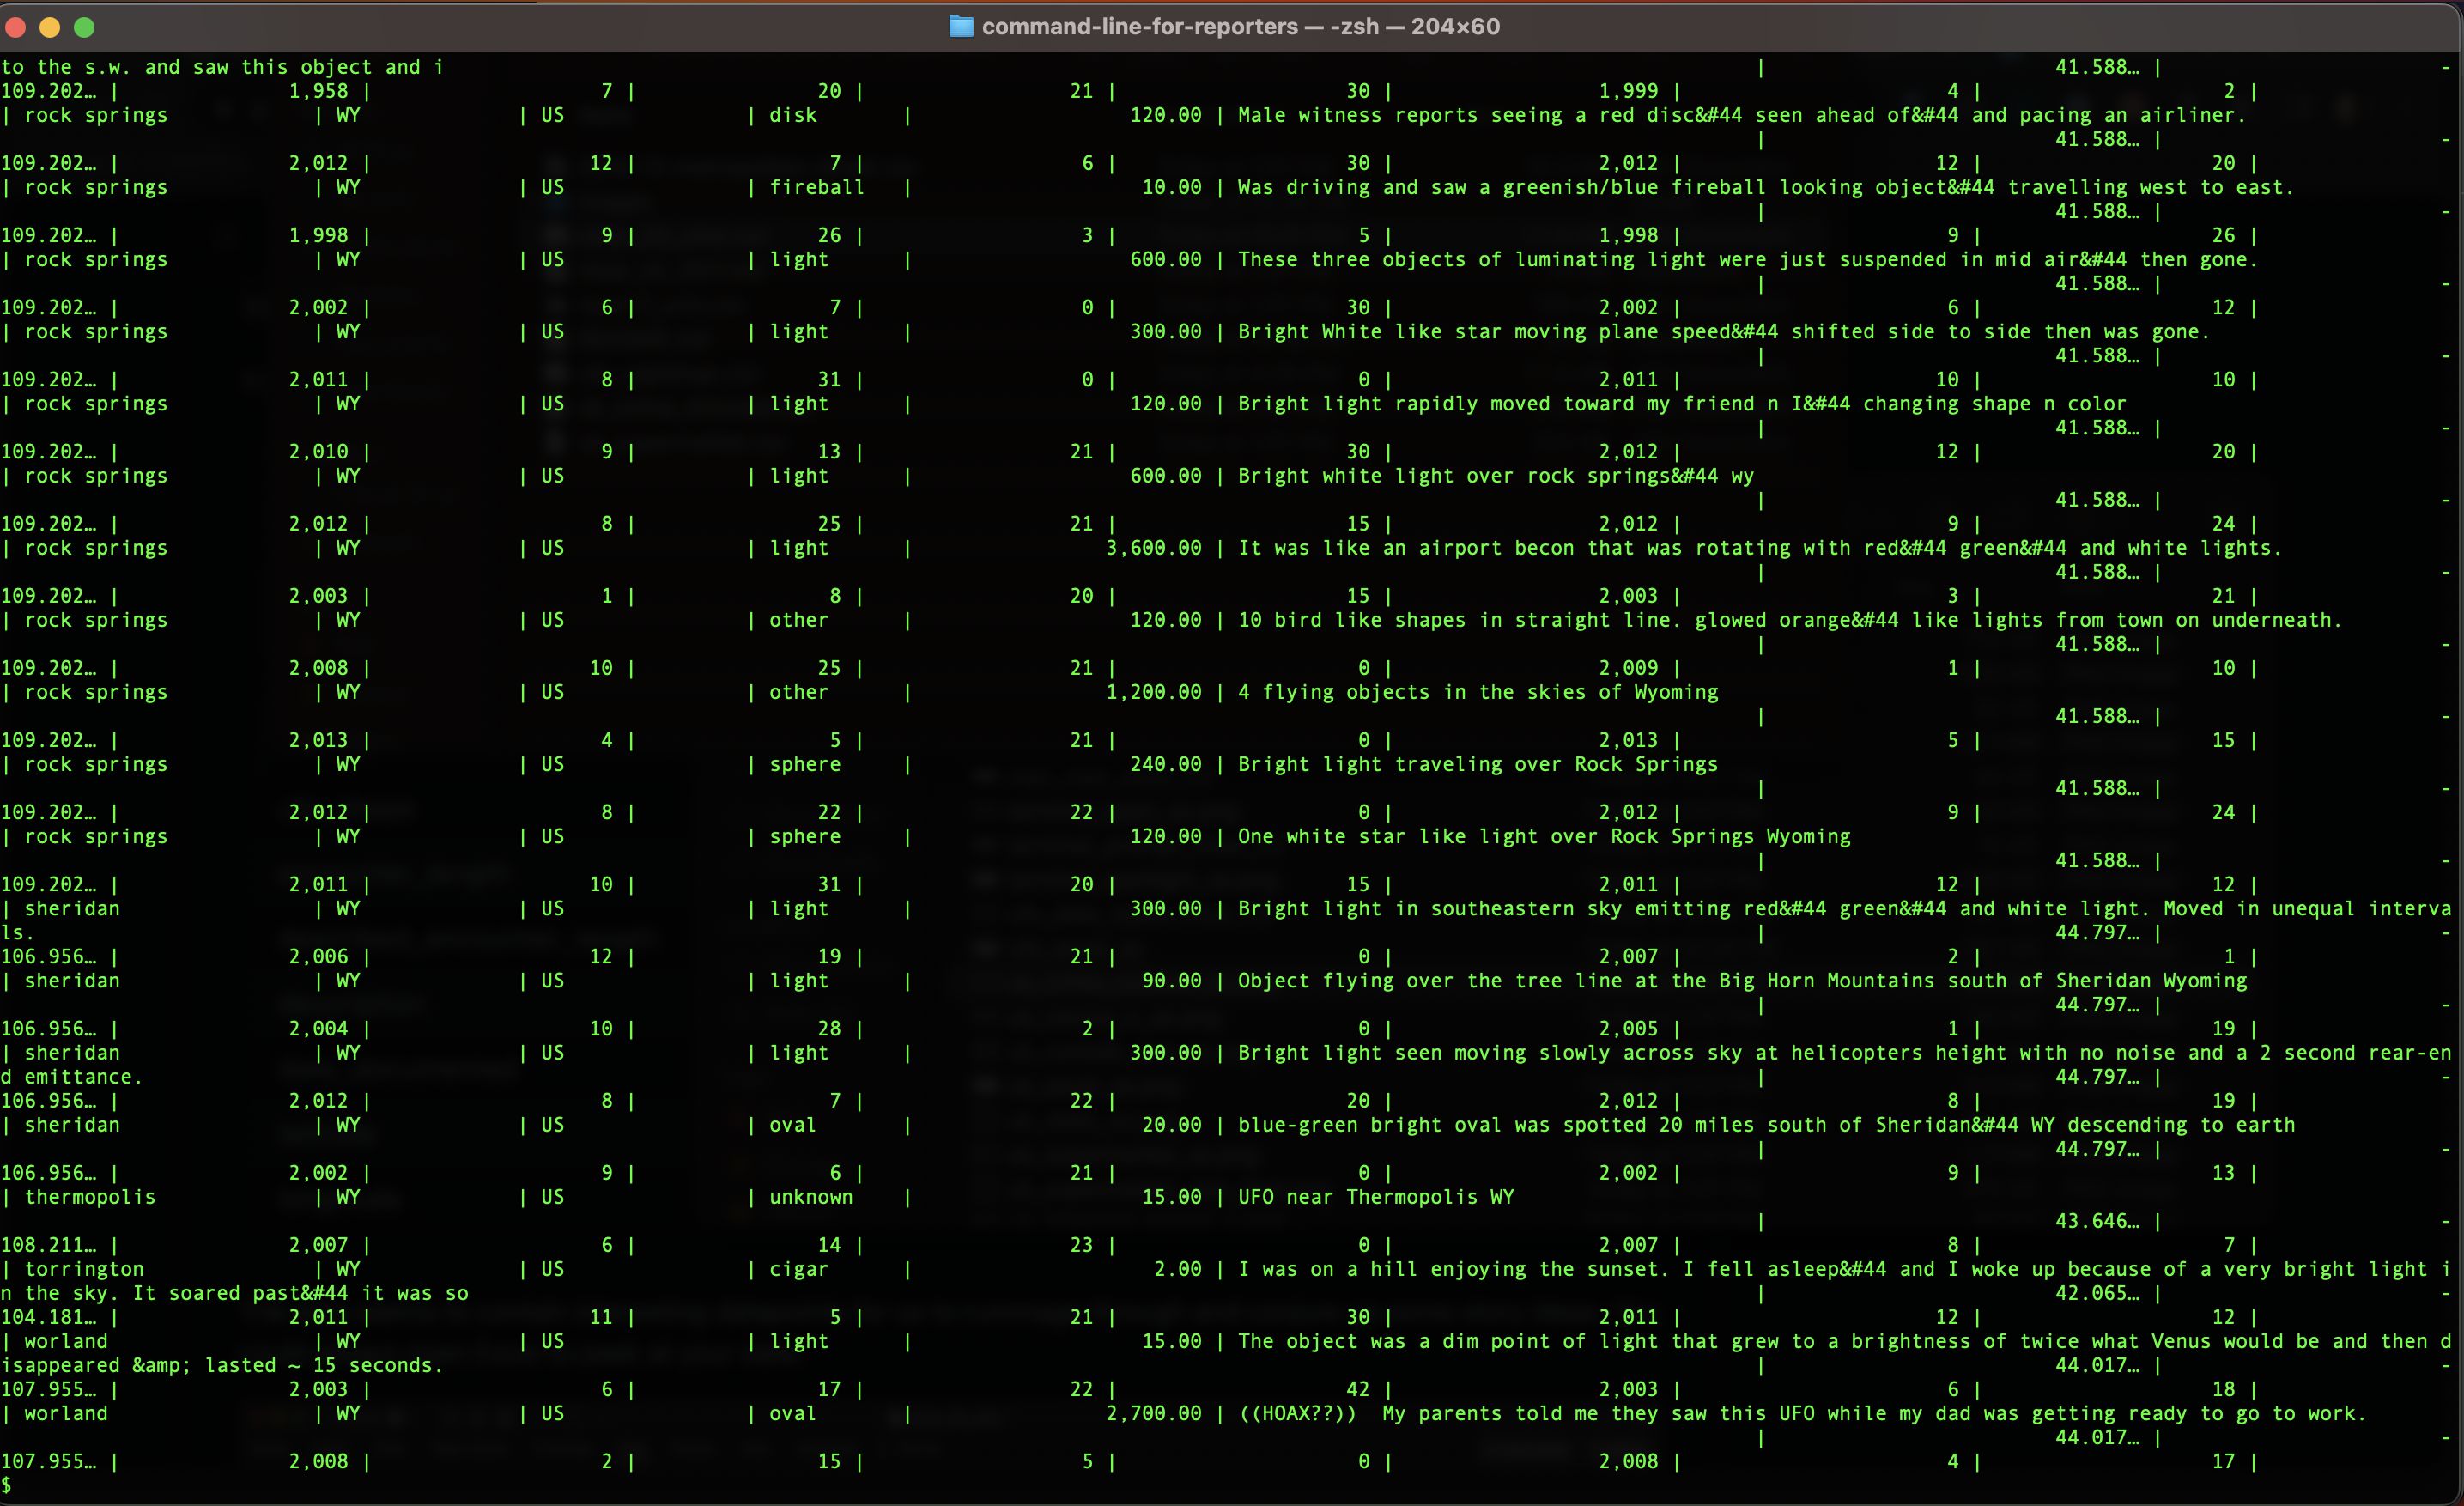 command-line-for-reporters — -zsh — 204×60
to the s.w. and saw this object and i | 41.588… | -
109.202… | 1,958 | 7 | 20 | 21 | 30 | 1,999 | 4 | 2 |
| rock springs | WY | US | disk | 120.00 | Male witness reports seeing a red disc&#44 seen ahead of&#44 and pacing an airliner.
| 41.588… | -
109.202… | 2,012 | 12 | 7 | 6 | 30 | 2,012 | 12 | 20 |
| rock springs | WY | US | fireball | 10.00 | Was driving and saw a greenish/blue fireball looking object&#44 travelling west to east.
| 41.588… | -
109.202… | 1,998 | 9 | 26 | 3 | 5 | 1,998 | 9 | 26 |
| rock springs | WY | US | light | 600.00 | These three objects of luminating light were just suspended in mid air&#44 then gone.
| 41.588… | -
109.202… | 2,002 | 6 | 7 | 0 | 30 | 2,002 | 6 | 12 |
| rock springs | WY | US | light | 300.00 | Bright White like star moving plane speed&#44 shifted side to side then was gone.
| 41.588… | -
109.202… | 2,011 | 8 | 31 | 0 | 0 | 2,011 | 10 | 10 |
| rock springs | WY | US | light | 120.00 | Bright light rapidly moved toward my friend n I&#44 changing shape n color
| 41.588… | -
109.202… | 2,010 | 9 | 13 | 21 | 30 | 2,012 | 12 | 20 |
| rock springs | WY | US | light | 600.00 | Bright white light over rock springs&#44 wy
| 41.588… | -
109.202… | 2,012 | 8 | 25 | 21 | 15 | 2,012 | 9 | 24 |
| rock springs | WY | US | light | 3,600.00 | It was like an airport becon that was rotating with red&#44 green&#44 and white lights.
| 41.588… | -
109.202… | 2,003 | 1 | 8 | 20 | 15 | 2,003 | 3 | 21 |
| rock springs | WY | US | other | 120.00 | 10 bird like shapes in straight line. glowed orange&#44 like lights from town on underneath.
| 41.588… | -
109.202… | 2,008 | 10 | 25 | 21 | 0 | 2,009 | 1 | 10 |
| rock springs | WY | US | other | 1,200.00 | 4 flying objects in the skies of Wyoming
| 41.588… | -
109.202… | 2,013 | 4 | 5 | 21 | 0 | 2,013 | 5 | 15 |
| rock springs | WY | US | sphere | 240.00 | Bright light traveling over Rock Springs
| 41.588… | -
109.202… | 2,012 | 8 | 22 | 22 | 0 | 2,012 | 9 | 24 |
| rock springs | WY | US | sphere | 120.00 | One white star like light over Rock Springs Wyoming
| 41.588… | -
109.202… | 2,011 | 10 | 31 | 20 | 15 | 2,011 | 12 | 12 |
| sheridan | WY | US | light | 300.00 | Bright light in southeastern sky emitting red&#44 green&#44 and white light. Moved in unequal interva
ls. | 44.797… | -
106.956… | 2,006 | 12 | 19 | 21 | 0 | 2,007 | 2 | 1 |
| sheridan | WY | US | light | 90.00 | Object flying over the tree line at the Big Horn Mountains south of Sheridan Wyoming
| 44.797… | -
106.956… | 2,004 | 10 | 28 | 2 | 0 | 2,005 | 1 | 19 |
| sheridan | WY | US | light | 300.00 | Bright light seen moving slowly across sky at helicopters height with no noise and a 2 second rear-en
d emittance. | 44.797… | -
106.956… | 2,012 | 8 | 7 | 22 | 20 | 2,012 | 8 | 19 |
| sheridan | WY | US | oval | 20.00 | blue-green bright oval was spotted 20 miles south of Sheridan&#44 WY descending to earth
| 44.797… | -
106.956… | 2,002 | 9 | 6 | 21 | 0 | 2,002 | 9 | 13 |
| thermopolis | WY | US | unknown | 15.00 | UFO near Thermopolis WY
| 43.646… | -
108.211… | 2,007 | 6 | 14 | 23 | 0 | 2,007 | 8 | 7 |
| torrington | WY | US | cigar | 2.00 | I was on a hill enjoying the sunset. I fell asleep&#44 and I woke up because of a very bright light i
n the sky. It soared past&#44 it was so | 42.065… | -
104.181… | 2,011 | 11 | 5 | 21 | 30 | 2,011 | 12 | 12 |
| worland | WY | US | light | 15.00 | The object was a dim point of light that grew to a brightness of twice what Venus would be and then d
isappeared &amp; lasted ~ 15 seconds. | 44.017… | -
107.955… | 2,003 | 6 | 17 | 22 | 42 | 2,003 | 6 | 18 |
| worland | WY | US | oval | 2,700.00 | ((HOAX??))  My parents told me they saw this UFO while my dad was getting ready to go to work.
| 44.017… | -
107.955… | 2,008 | 2 | 15 | 5 | 0 | 2,008 | 4 | 17 |
$